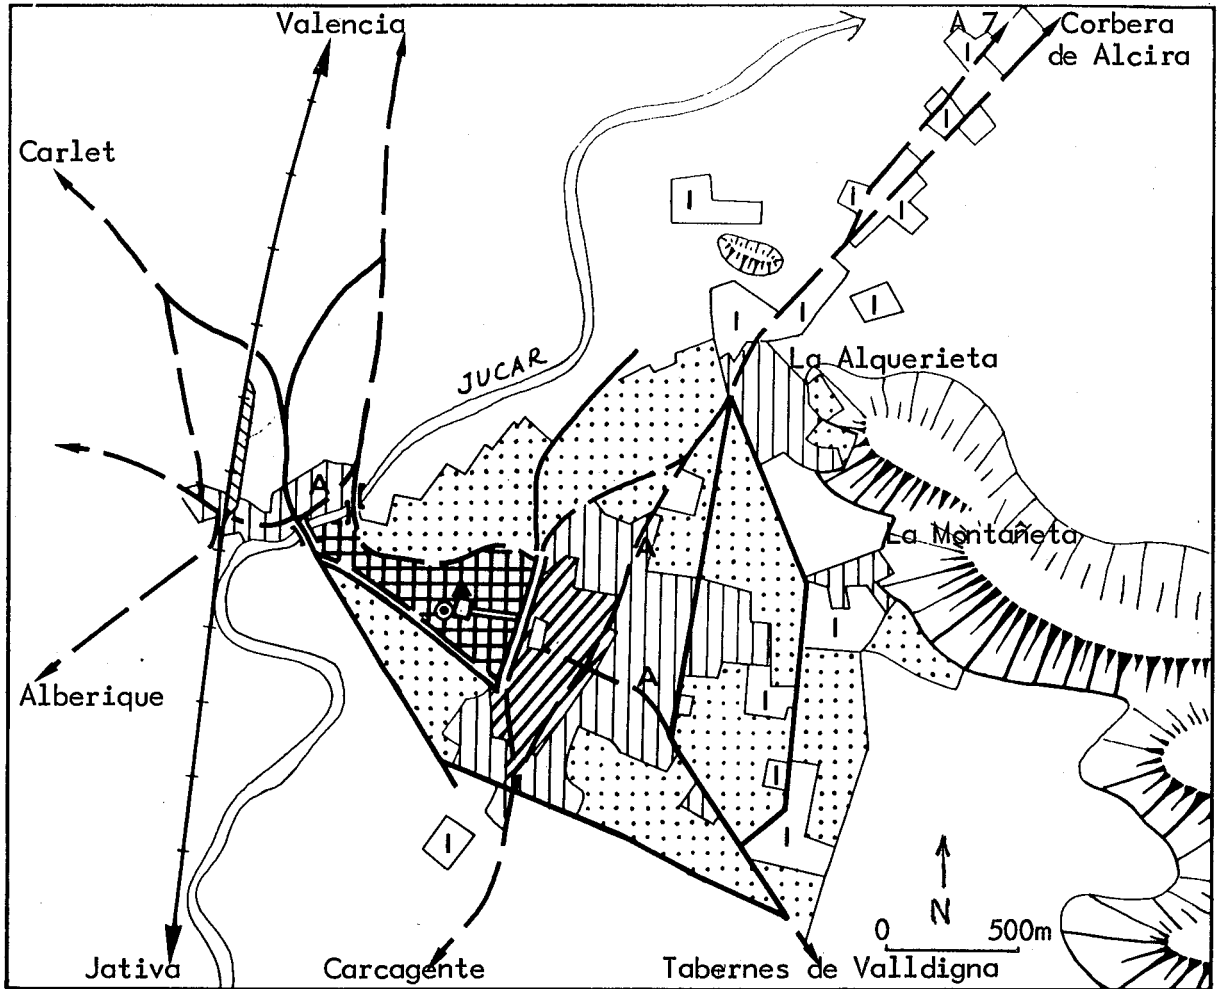 Valencia
A 7
Corbera
de Alcira
Carlet
I
I
I
I
I
I
I
I
JUCAR
La Alquerieta
A
La Montañeta
A
I
A
I
Alberique
I
I
I
N
0 500m
Jativa
Carcagente
Tabernes de Valldigna